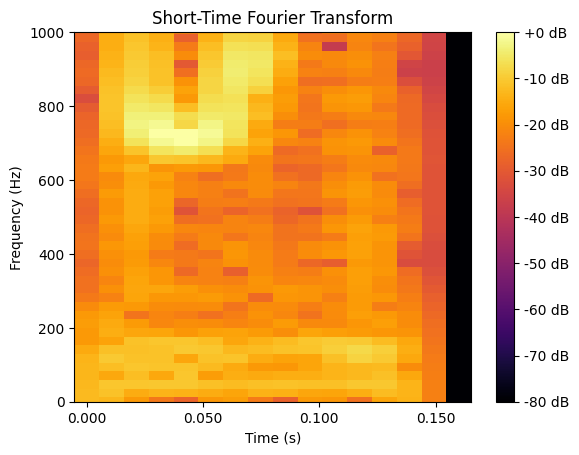 Short-Time Fourier Transform
1000
800
600
400
200
0
Frequency (Hz)
0.000
0.050
0.100
0.150
Time (s)
+0 dB
-10 dB
-20 dB
-30 dB
-40 dB
-50 dB
-60 dB
-70 dB
-80 dB